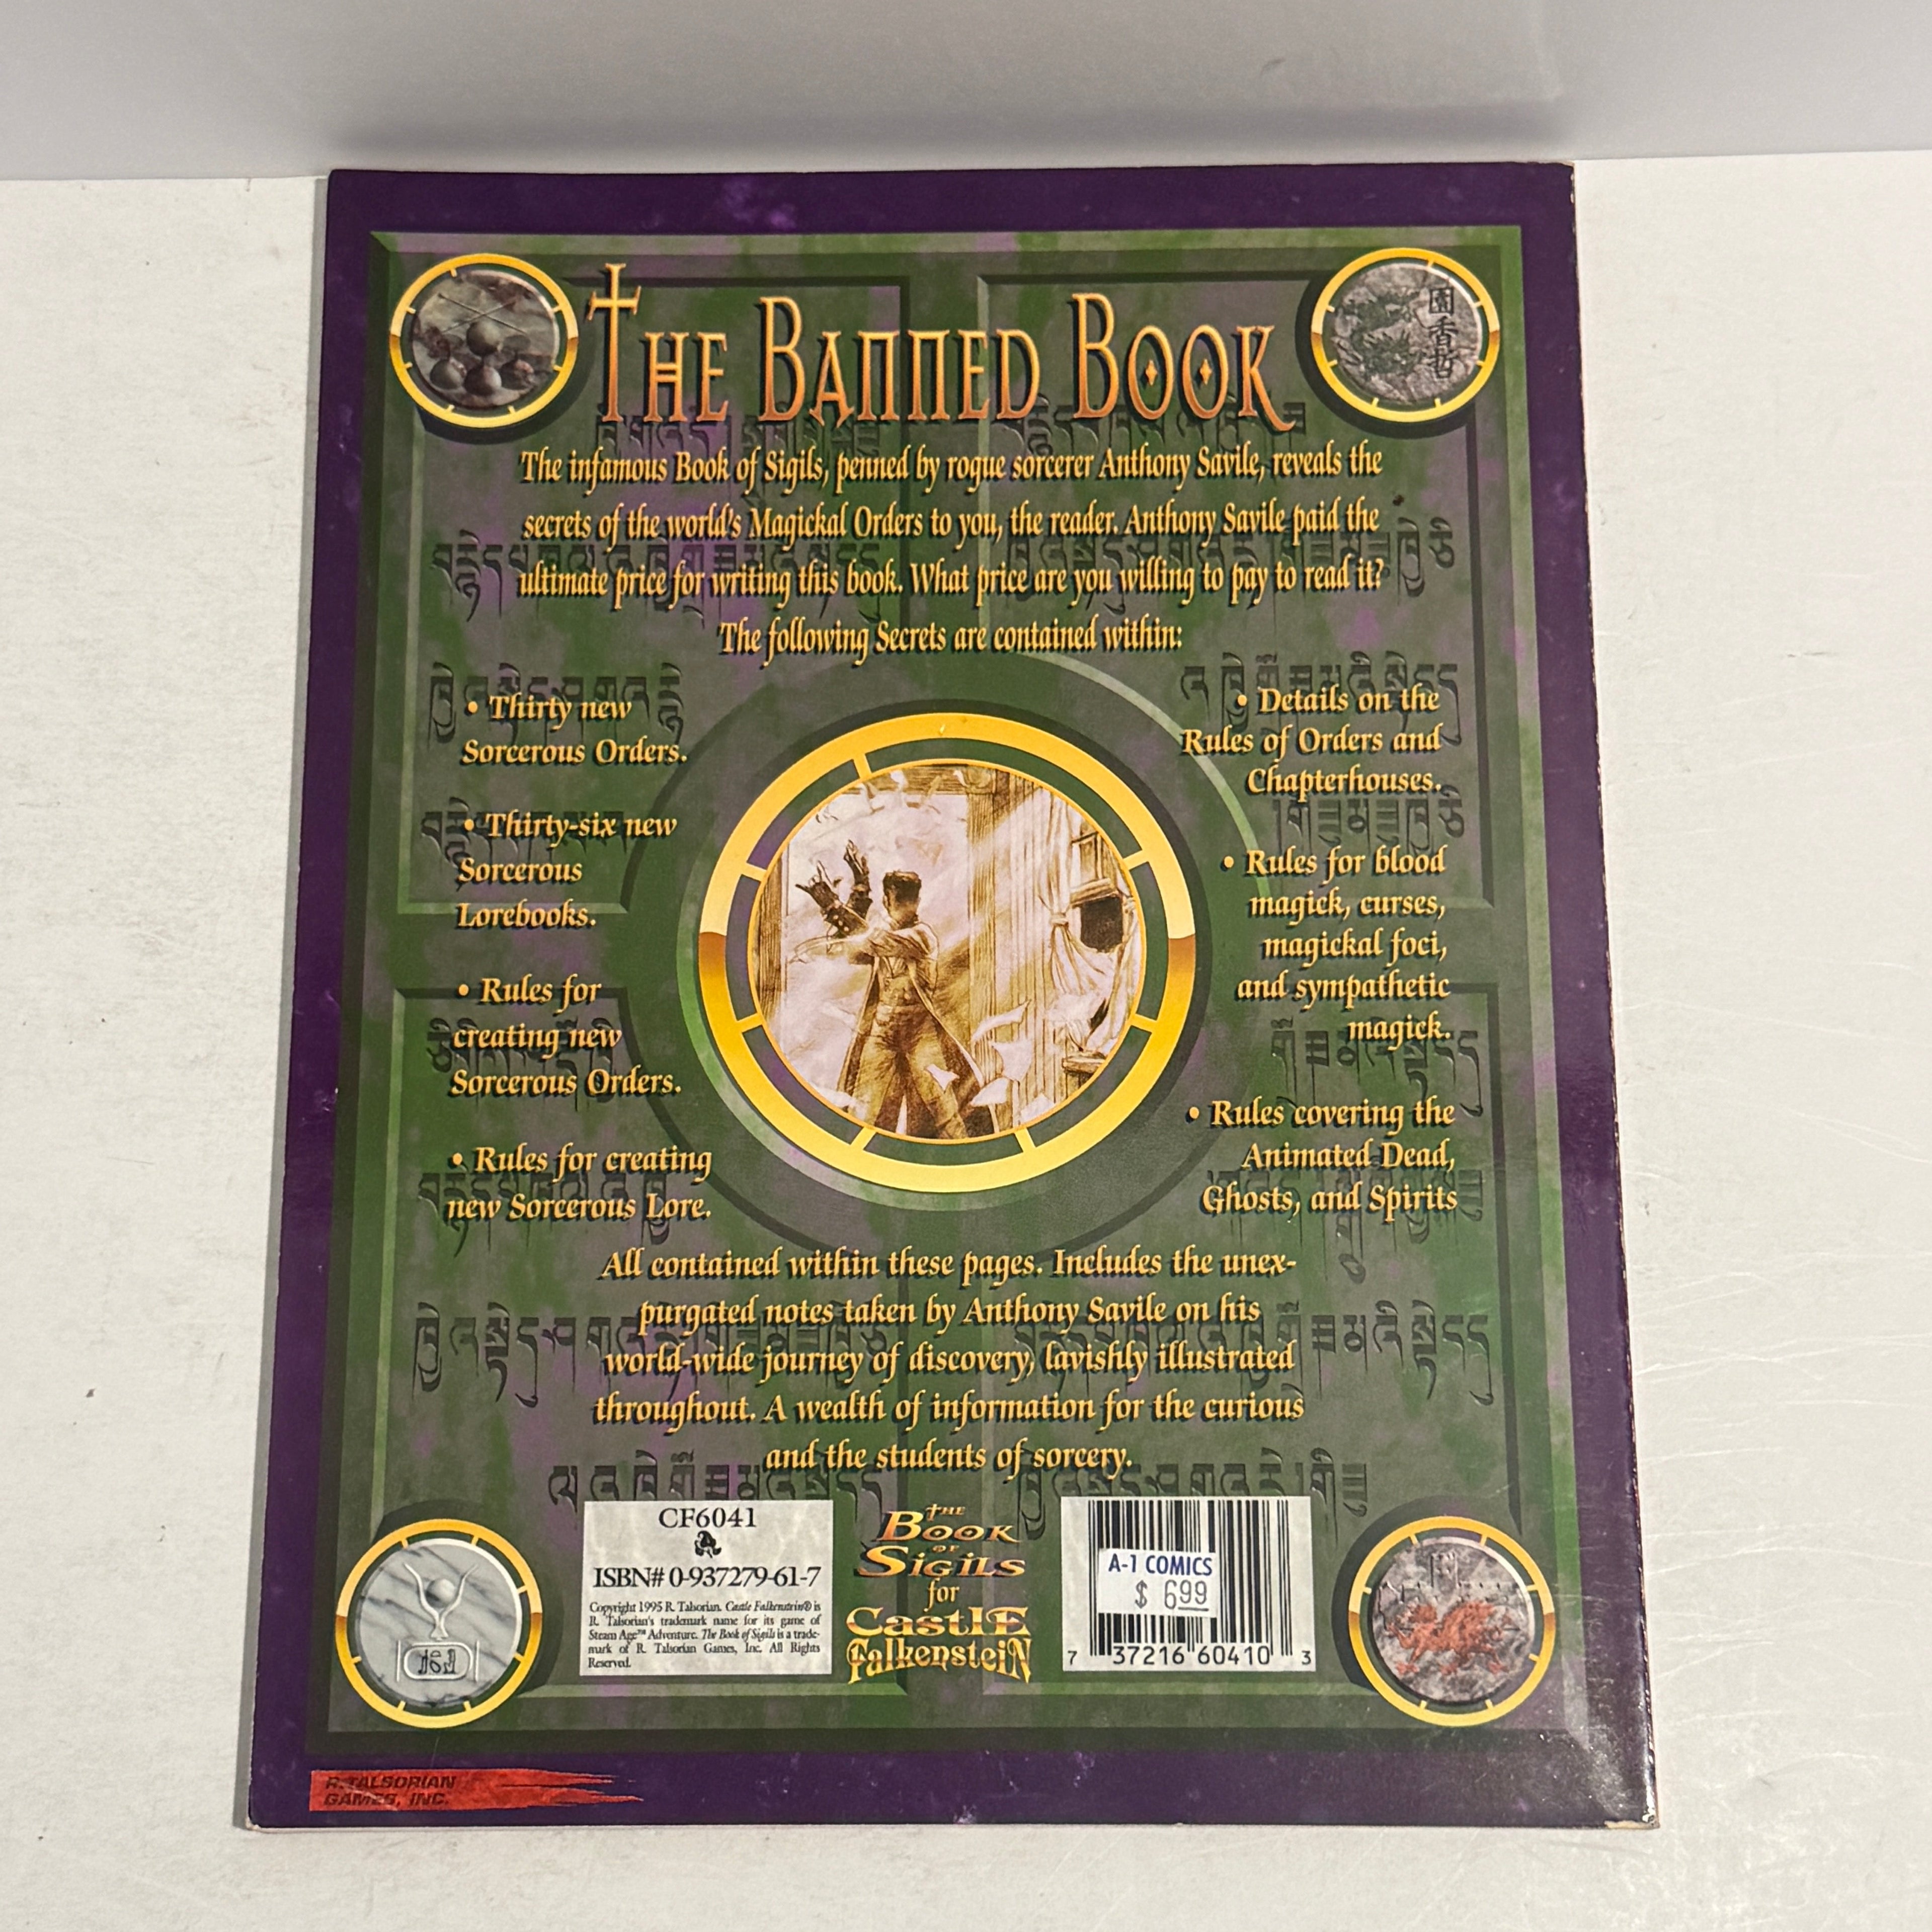 THE BANNED BOOK
The infamous Book of Sigils, penned by rogue sorcerer Anthony Savile, reveals the
secrets of the world's Magickal Orders to you, the reader. Anthony Savile paid the
ultimate price for writing this book. What price are you willing to pay to read it?
The following Secrets are contained within:
• Thirty new
Sorcerous Orders.
• Thirty-six new
Sorcerous
Lorebooks.
• Rules for
creating new
Sorcerous Orders.
• Rules for creating
new Sorcerous Lore.
• Details on the
Rules of Orders and
Chapterhouses.
• Rules for blood
magick, curses,
magickal foci,
and sympathetic
magick.
• Rules covering the
Animated Dead,
Ghosts, and Spirits
All contained within these pages. Includes the unex-
purgated notes taken by Anthony Savile on his
world-wide journey of discovery, lavishly illustrated
throughout. A wealth of information for the curious
and the students of sorcery.
CF6041
ISBN# 0-937279-61-7
Copyright 1995 R. Talsorian. Castle Falkenstein® is
R. Talsorian's trademark name for its game of
Steam Age™ Adventure. The Book of Sigils is a trade-
mark of R. Talsorian Games, Inc. All Rights
Reserved.
THE
BOOK
OF
SIGILS
for
CASTLE
FALKENSTEIN
A-1 COMICS
$ 6.99
7 37216 60410 3
R.TALSORIAN
GAMES, INC.